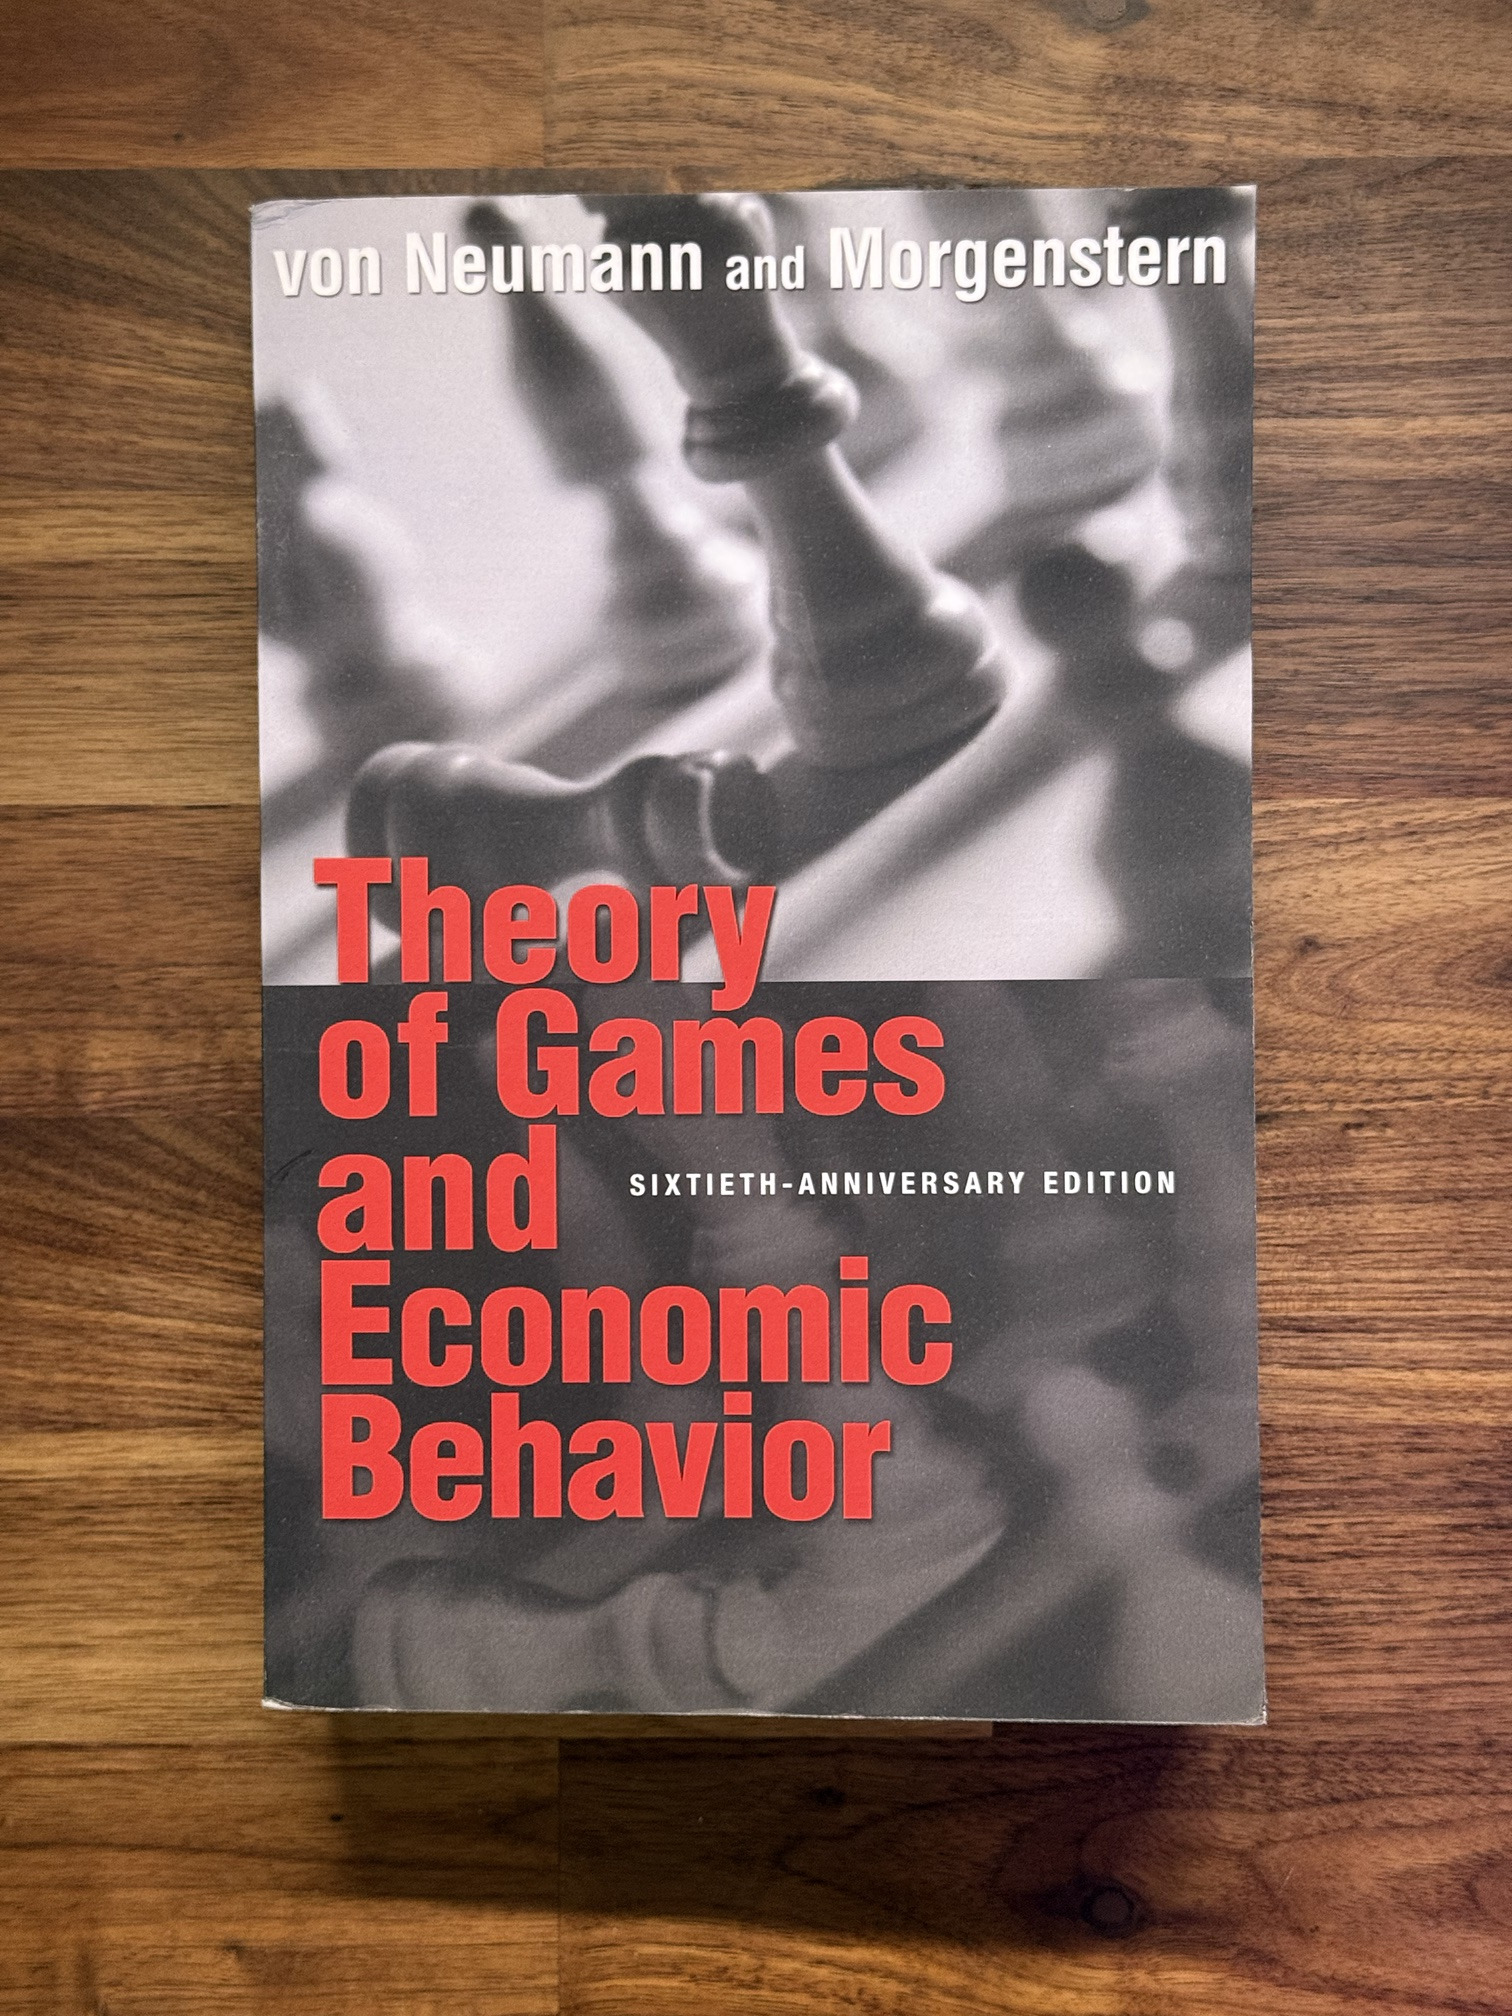 von Neumann and Morgenstern
Theory
of Games
and
SIXTIETH-ANNIVERSARY EDITION
Economic
Behavior